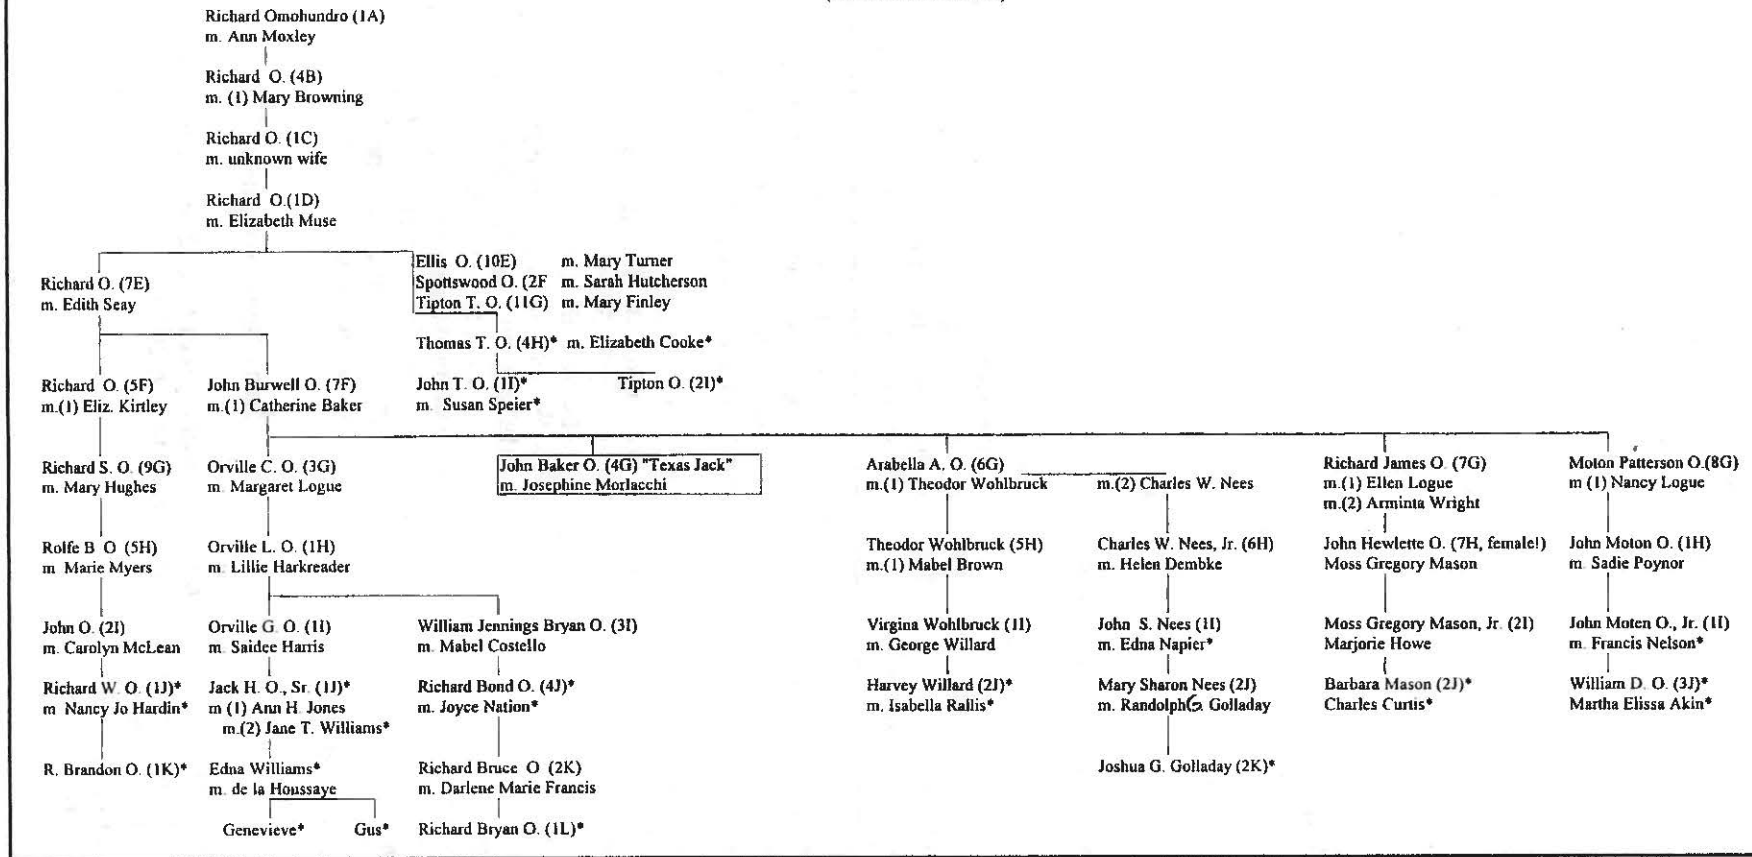 Richard Omohundro (1A)
m. Ann Moxley
Richard O. (4B)
m. (1) Mary Browning
Richard O. (1C)
m. unknown wife
Richard O.(1D)
m. Elizabeth Muse
Richard O. (7E)
m. Edith Seay
Ellis O. (10E) m. Mary Turner
Spottswood O. (2F m. Sarah Hutcherson
Tipton T. O. (11G) m. Mary Finley
Thomas T. O. (4H)* m. Elizabeth Cooke*
Richard O. (5F)
m.(1) Eliz. Kirtley
John Burwell O. (7F)
m.(1) Catherine Baker
John T. O. (1I)*
m. Susan Speier*
Tipton O. (2I)*
Richard S. O. (9G)
m. Mary Hughes
Orville C. O. (3G)
m. Margaret Logue
John Baker O. (4G) "Texas Jack"
m. Josephine Morlacchi
Arabella A. O. (6G)
m.(1) Theodor Wohlbruck
m.(2) Charles W. Nees
Richard James O. (7G)
m.(1) Ellen Logue
m.(2) Arminta Wright
Moton Patterson O.(8G)
m (1) Nancy Logue
Rolfe B O (5H)
m Marie Myers
Orville L. O. (1H)
m. Lillie Harkreader
Theodor Wohlbruck (5H)
m.(1) Mabel Brown
Charles W. Nees, Jr. (6H)
m. Helen Dembke
John Hewlette O. (7H, female!)
Moss Gregory Mason
John Moton O. (1H)
m. Sadie Poynor
John O. (2I)
m. Carolyn McLean
Orville G. O. (1I)
m. Saidee Harris
William Jennings Bryan O. (3I)
m. Mabel Costello
Virgina Wohlbruck (1I)
m. George Willard
John S. Nees (1I)
m. Edna Napier*
Moss Gregory Mason, Jr. (2I)
Marjorie Howe
John Moten O., Jr. (1I)
m. Francis Nelson*
Richard W. O. (1J)*
m Nancy Jo Hardin*
Jack H. O., Sr. (1J)*
m (1) Ann H. Jones
m.(2) Jane T. Williams*
Richard Bond O. (4J)*
m. Joyce Nation*
Harvey Willard (2J)*
m. Isabella Rallis*
Mary Sharon Nees (2J)
m. Randolph G. Golladay
Barbara Mason (2J)*
Charles Curtis*
William D. O. (3J)*
Martha Elissa Akin*
R. Brandon O. (1K)*
Edna Williams*
m. de la Houssaye
Richard Bruce O (2K)
m. Darlene Marie Francis
Joshua G. Golladay (2K)*
Genevieve*
Gus*
Richard Bryan O. (1L)*